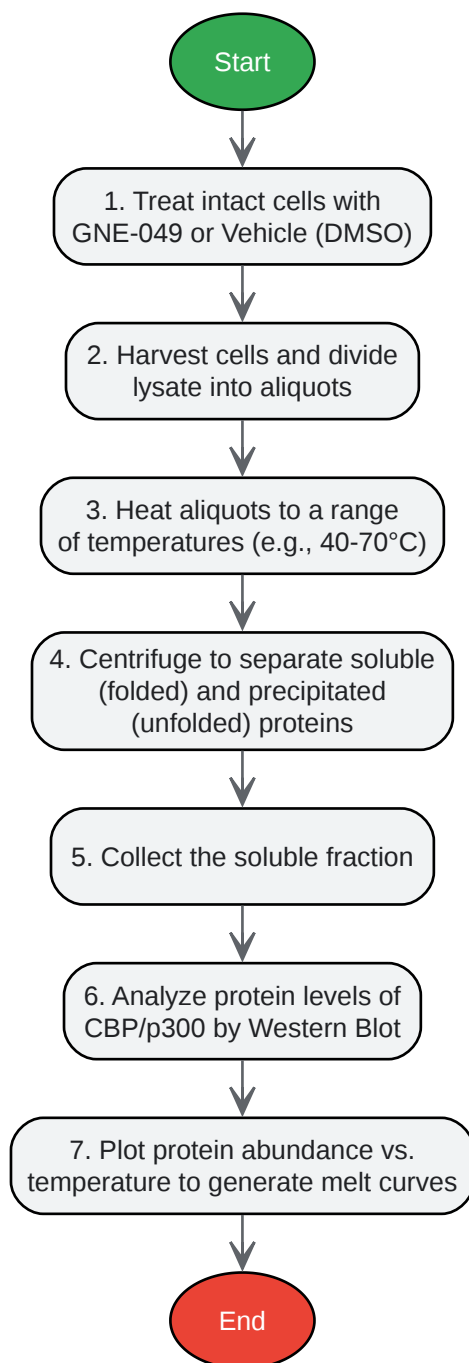 Start
1. Treat intact cells with
GNE-049 or Vehicle (DMSO)
2. Harvest cells and divide
lysate into aliquots
3. Heat aliquots to a range
of temperatures (e.g., 40-70°C)
4. Centrifuge to separate soluble
(folded) and precipitated
(unfolded) proteins
5. Collect the soluble fraction
6. Analyze protein levels of
CBP/p300 by Western Blot
7. Plot protein abundance vs.
temperature to generate melt curves
End